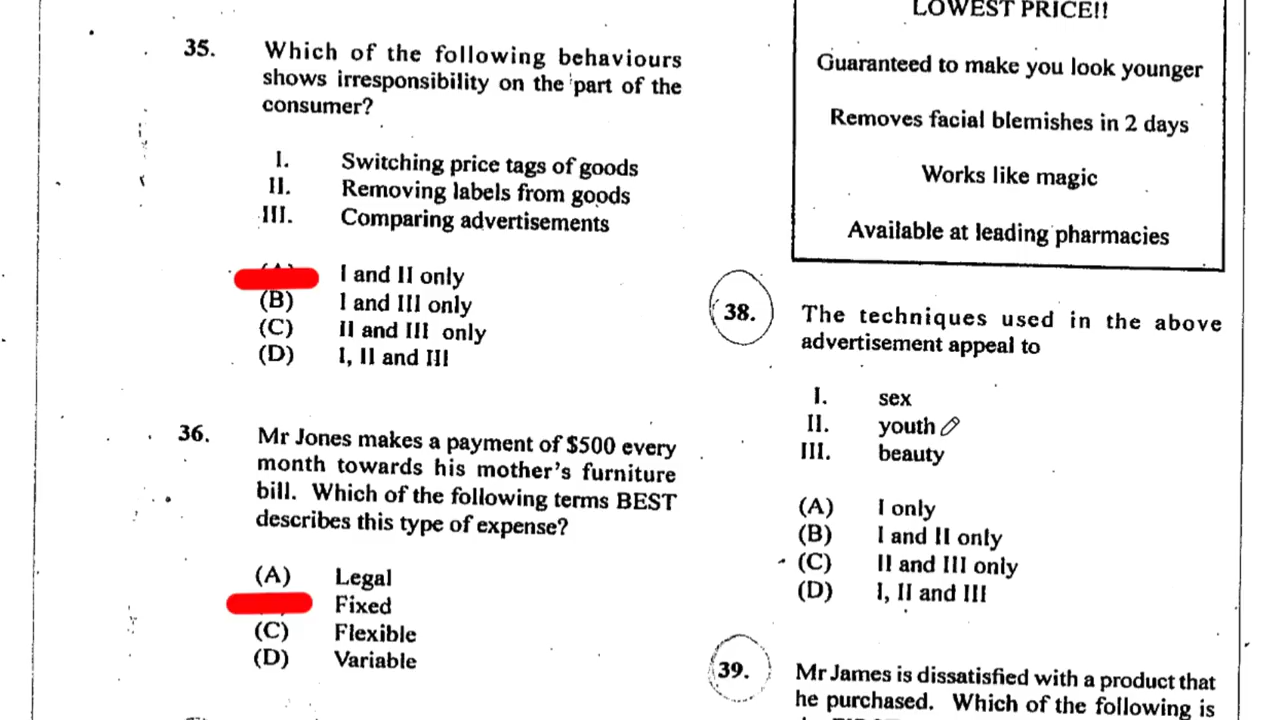 35. Which of the following behaviours
shows irresponsibility on the part of the
consumer?
I. Switching price tags of goods
II. Removing labels from goods
III. Comparing advertisements
I and II only
(B) I and III only
(C) II and III only
(D) I, II and III
36. Mr Jones makes a payment of $500 every
month towards his mother's furniture
bill. Which of the following terms BEST
describes this type of expense?
(A) Legal
Fixed
(C) Flexible
(D) Variable
LOWEST PRICE!!
Guaranteed to make you look younger
Removes facial blemishes in 2 days
Works like magic
Available at leading pharmacies
38. The techniques used in the above
advertisement appeal to
I. sex
II. youth
III. beauty
(A) I only
(B) I and II only
(C) II and III only
(D) I, II and III
39. Mr James is dissatisfied with a product that
he purchased. Which of the following is